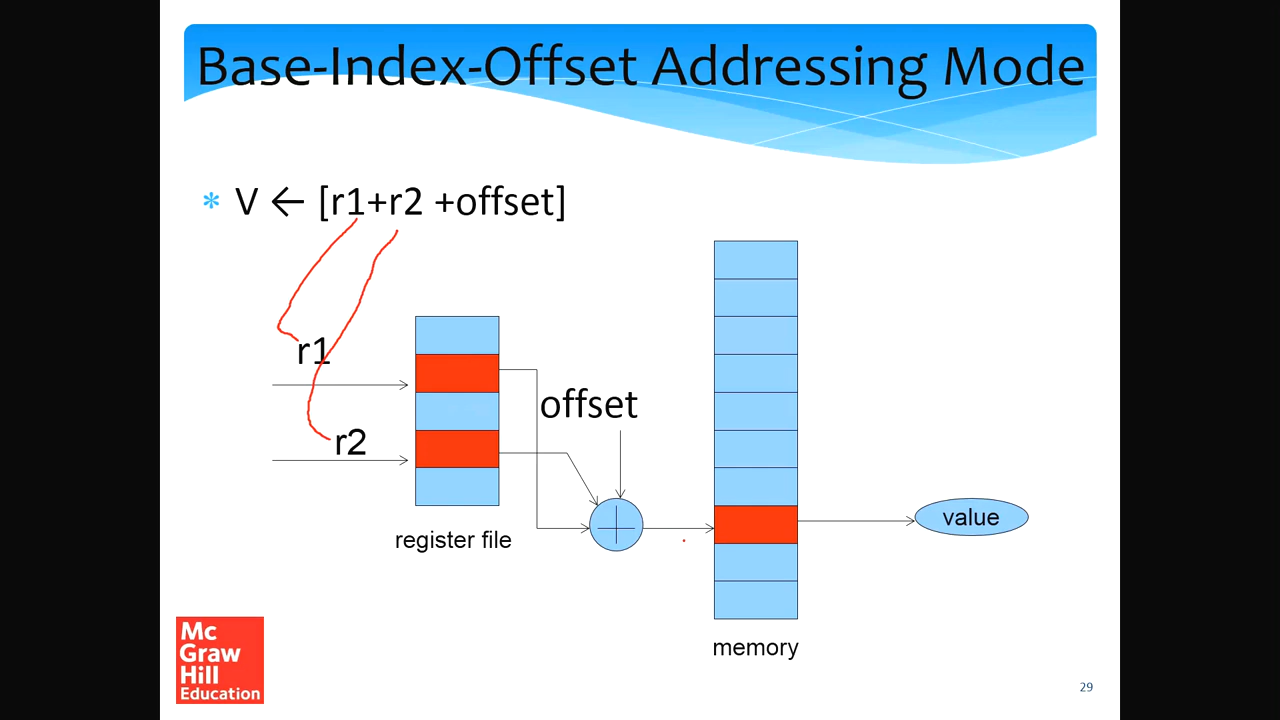 Base-Index-Offset Addressing Mode
* V ← [r1+r2 +offset]
r1
offset
r2
value
register file
memory
Mc
Graw
Hill
Education
29